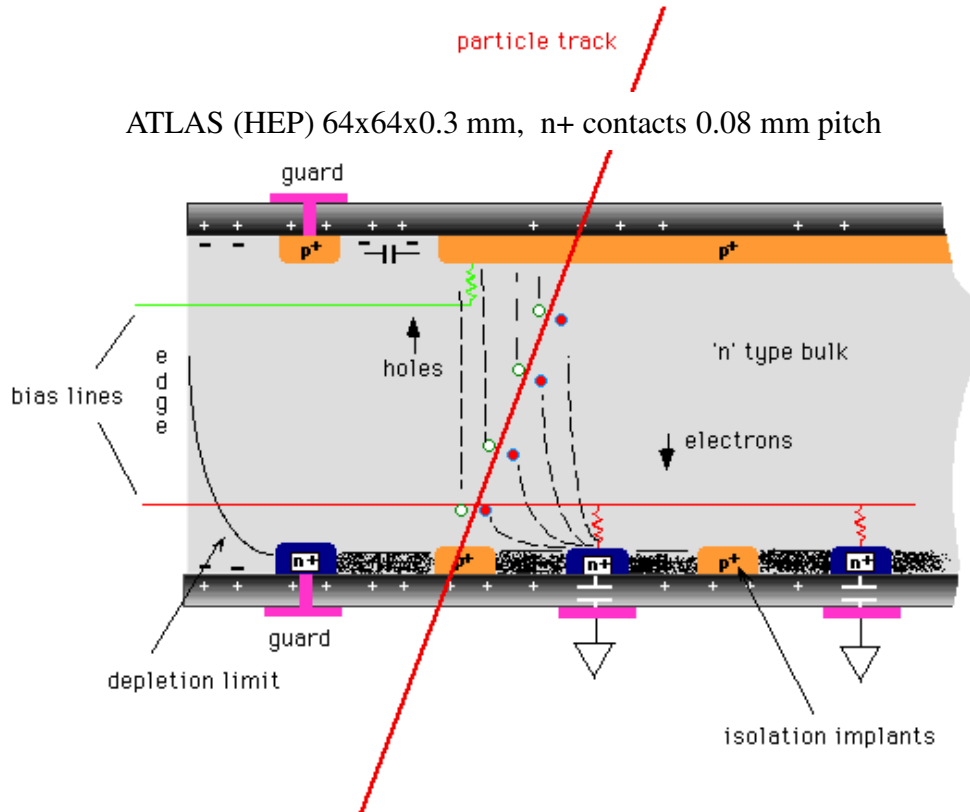 particle track
ATLAS (HEP) 64x64x0.3 mm, n+ contacts 0.08 mm pitch
guard
+ + + + + + + + + + + +
- - p+ - - p+
holes
'n' type bulk
edge
bias lines
electrons
n+ p+ n+ p+ n+
- -
+ + + + + + + + + + + +
guard
depletion limit
isolation implants